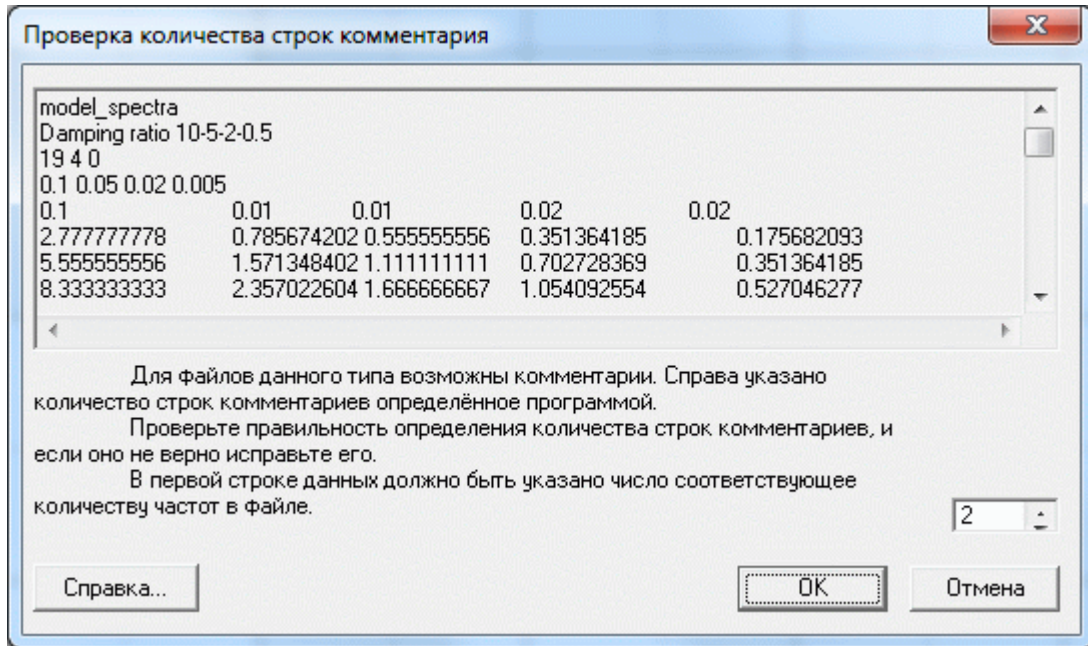 Проверка количества строк комментария
model_spectra
Damping ratio 10-5-2-0.5
19 4 0
0.1 0.05 0.02 0.005
0.1 0.01 0.01 0.02 0.02
2.777777778 0.785674202 0.555555556 0.351364185 0.175682093
5.555555556 1.571348402 1.111111111 0.702728369 0.351364185
8.333333333 2.357022604 1.666666667 1.054092554 0.527046277
Для файлов данного типа возможны комментарии. Справа указано
количество строк комментариев определённое программой.
Проверьте правильность определения количества строк комментариев, и
если оно не верно исправьте его.
В первой строке данных должно быть указано число соответствующее
количеству частот в файле.
2
Справка... OK Отмена